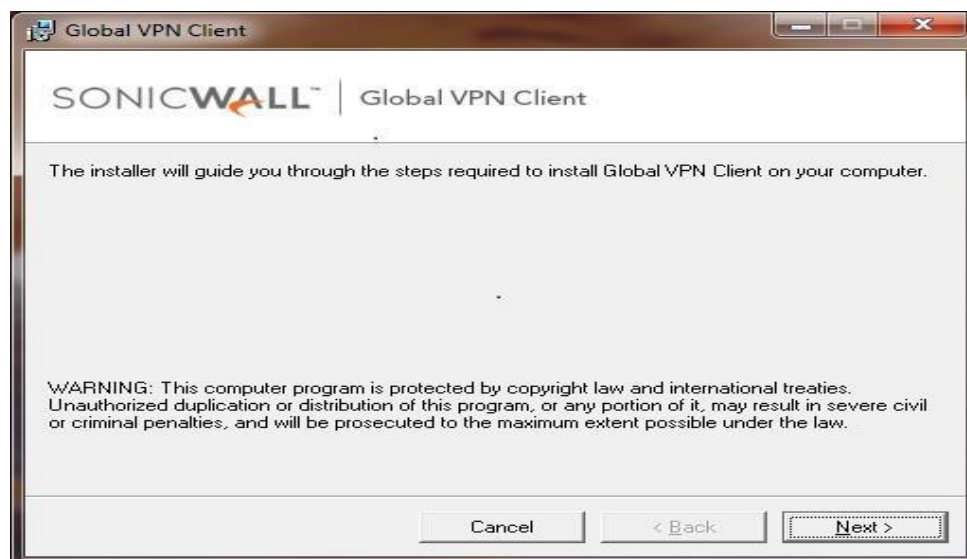 Global VPN Client
SONICWALL™ | Global VPN Client
The installer will guide you through the steps required to install Global VPN Client on your computer.
WARNING: This computer program is protected by copyright law and international treaties.
Unauthorized duplication or distribution of this program, or any portion of it, may result in severe civil
or criminal penalties, and will be prosecuted to the maximum extent possible under the law.
Cancel < Back Next >